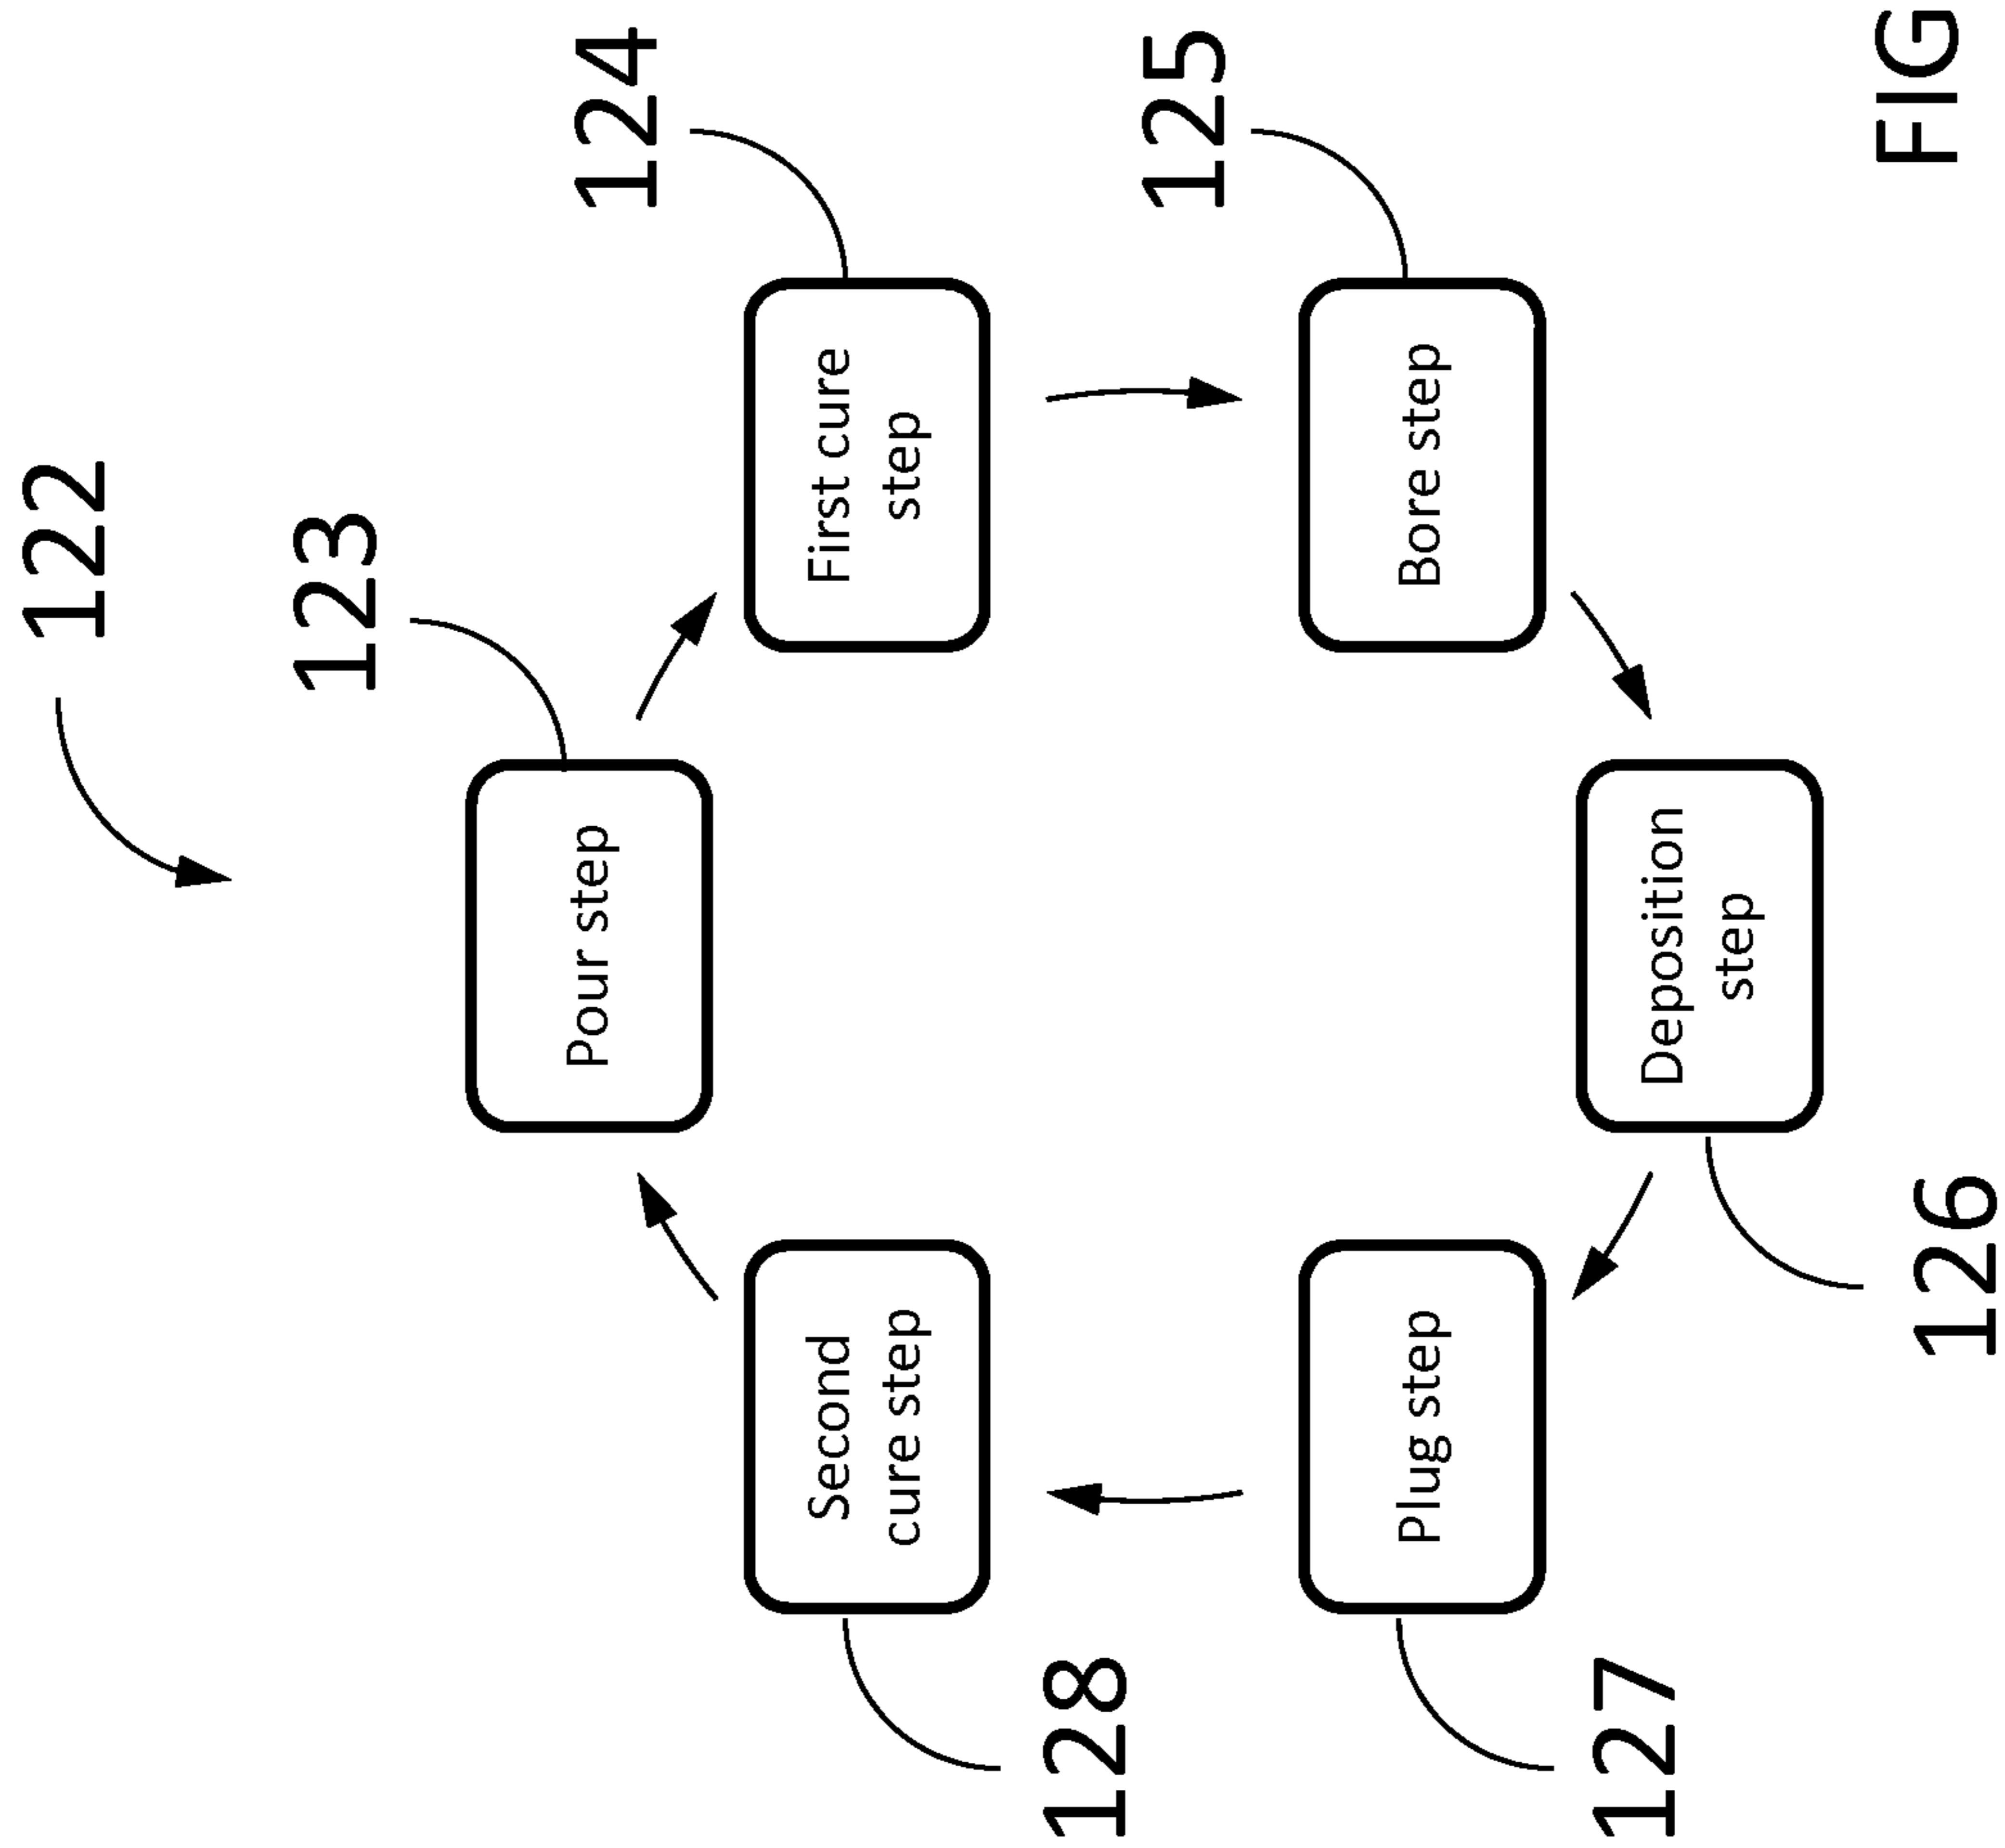 122
123
Pour step
124
First cure
step
125
Bore step
126
Deposition
step
127
Plug step
128
Second
cure step
FIG